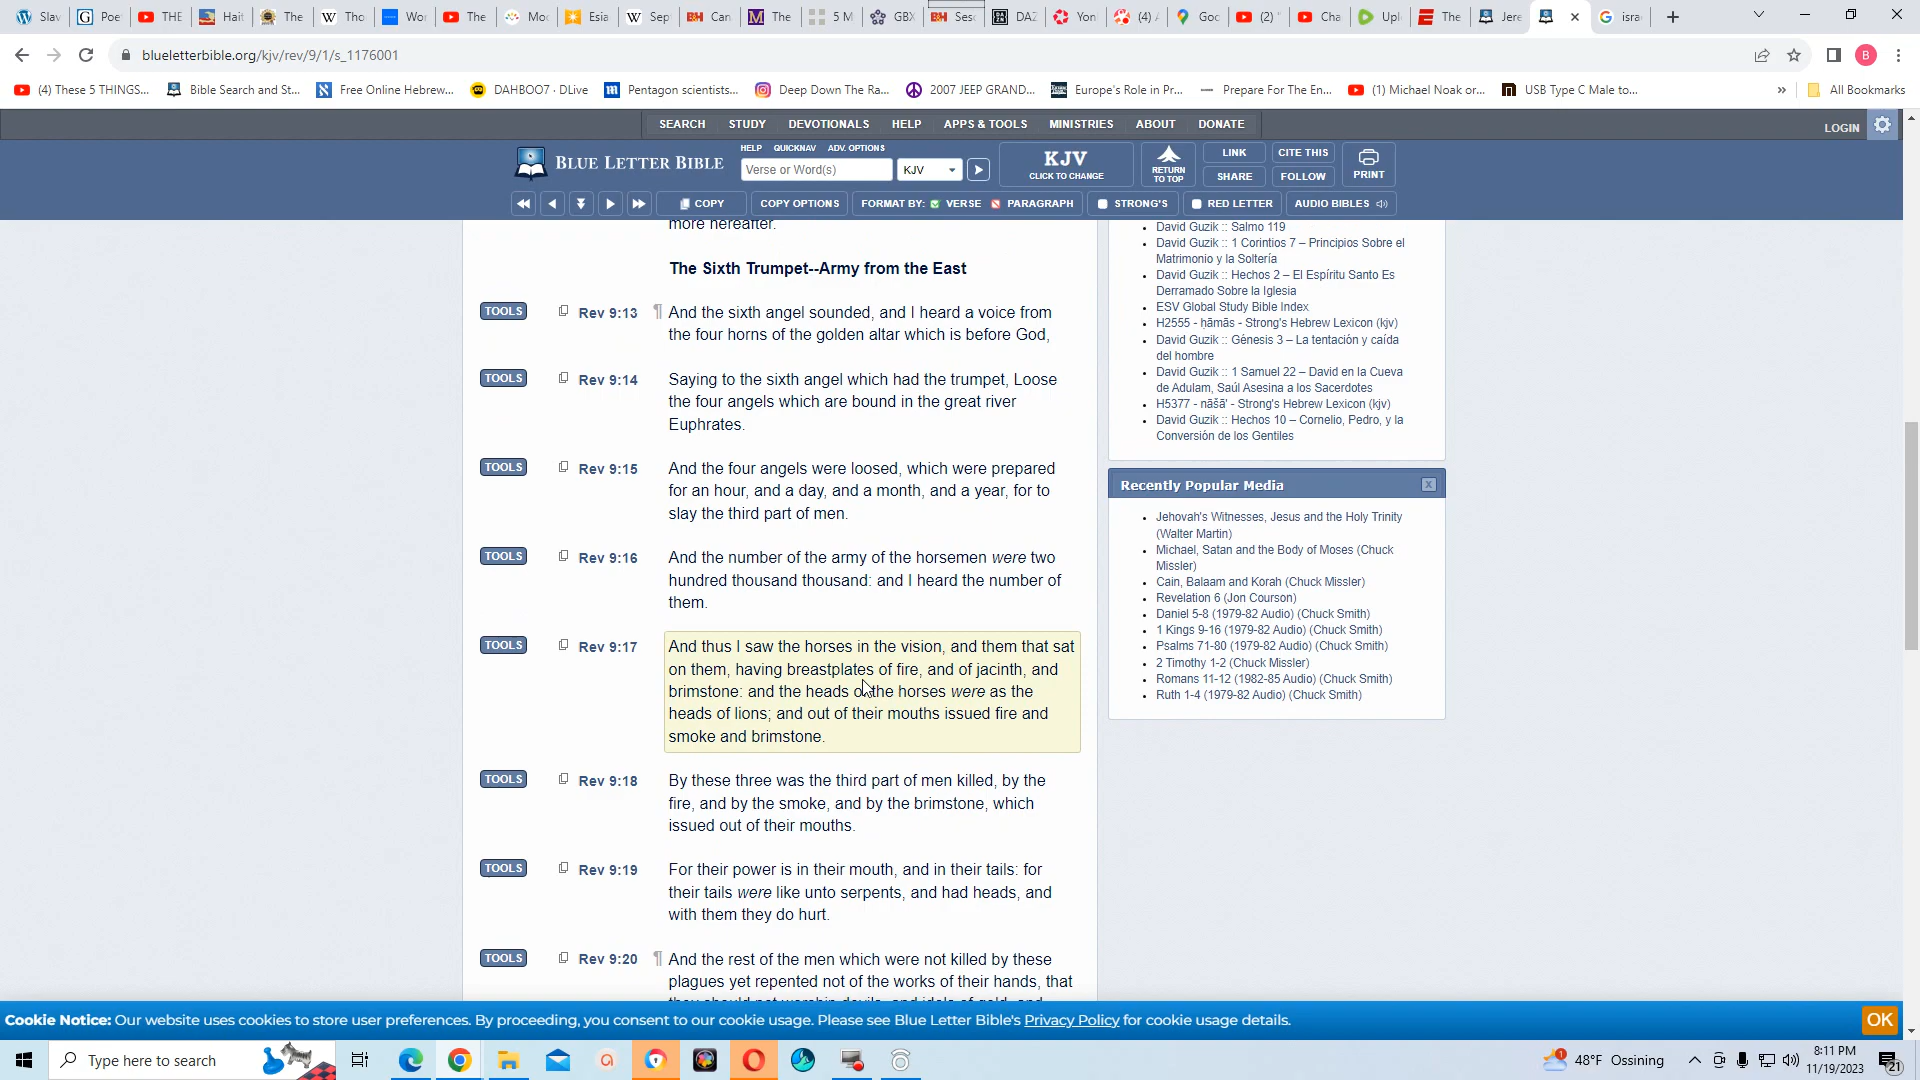 Slav
Poe
THE
Hait
The
Tho
Wor
The
Moc
Esia
Sep
Can
The
5 M
GBX
Seso
DAZ
Yon
(4)
Goc
(2)
Cha
Upl
The
Jere
isra
blueletterbible.org/kjv/rev/9/1/s_1176001
B
(4) These 5 THINGS...
Bible Search and St...
Free Online Hebrew...
DAHBOO7 · DLive
Pentagon scientists...
Deep Down The Ra...
2007 JEEP GRAND...
Europe's Role in Pr...
Prepare For The En...
(1) Michael Noak or...
USB Type C Male to...
»
All Bookmarks
SEARCH STUDY DEVOTIONALS HELP APPS & TOOLS MINISTRIES ABOUT DONATE
LOGIN
BLUE LETTER BIBLE
HELP QUICKNAV ADV. OPTIONS
Verse or Word(s)
KJV
KJV
CLICK TO CHANGE
RETURN
TO TOP
LINK
CITE THIS
SHARE
FOLLOW
PRINT
COPY
COPY OPTIONS
FORMAT BY: VERSE PARAGRAPH
STRONG'S
RED LETTER
AUDIO BIBLES
more hereafter.
The Sixth Trumpet--Army from the East
TOOLS Rev 9:13 ¶ And the sixth angel sounded, and I heard a voice from
the four horns of the golden altar which is before God,
TOOLS Rev 9:14 Saying to the sixth angel which had the trumpet, Loose
the four angels which are bound in the great river
Euphrates.
TOOLS Rev 9:15 And the four angels were loosed, which were prepared
for an hour, and a day, and a month, and a year, for to
slay the third part of men.
TOOLS Rev 9:16 And the number of the army of the horsemen were two
hundred thousand thousand: and I heard the number of
them.
TOOLS Rev 9:17 And thus I saw the horses in the vision, and them that sat
on them, having breastplates of fire, and of jacinth, and
brimstone: and the heads of the horses were as the
heads of lions; and out of their mouths issued fire and
smoke and brimstone.
TOOLS Rev 9:18 By these three was the third part of men killed, by the
fire, and by the smoke, and by the brimstone, which
issued out of their mouths.
TOOLS Rev 9:19 For their power is in their mouth, and in their tails: for
their tails were like unto serpents, and had heads, and
with them they do hurt.
TOOLS Rev 9:20 ¶ And the rest of the men which were not killed by these
plagues yet repented not of the works of their hands, that
David Guzik :: Salmo 119
David Guzik :: 1 Corintios 7 – Principios Sobre el
Matrimonio y la Soltería
David Guzik :: Hechos 2 – El Espíritu Santo Es
Derramado Sobre la Iglesia
ESV Global Study Bible Index
H2555 - ḥāmās - Strong's Hebrew Lexicon (kjv)
David Guzik :: Génesis 3 – La tentación y caída
del hombre
David Guzik :: 1 Samuel 22 – David en la Cueva
de Adulam, Saúl Asesina a los Sacerdotes
H5377 - nāšā' - Strong's Hebrew Lexicon (kjv)
David Guzik :: Hechos 10 – Cornelio, Pedro, y la
Conversión de los Gentiles
Recently Popular Media
x
Jehovah's Witnesses, Jesus and the Holy Trinity
(Walter Martin)
Michael, Satan and the Body of Moses (Chuck
Missler)
Cain, Balaam and Korah (Chuck Missler)
Revelation 6 (Jon Courson)
Daniel 5-8 (1979-82 Audio) (Chuck Smith)
1 Kings 9-16 (1979-82 Audio) (Chuck Smith)
Psalms 71-80 (1979-82 Audio) (Chuck Smith)
2 Timothy 1-2 (Chuck Missler)
Romans 11-12 (1982-85 Audio) (Chuck Smith)
Ruth 1-4 (1979-82 Audio) (Chuck Smith)
Cookie Notice: Our website uses cookies to store user preferences. By proceeding, you consent to our cookie usage. Please see Blue Letter Bible's Privacy Policy for cookie usage details.
OK
Type here to search
48°F Ossining
8:11 PM
11/19/2023
21